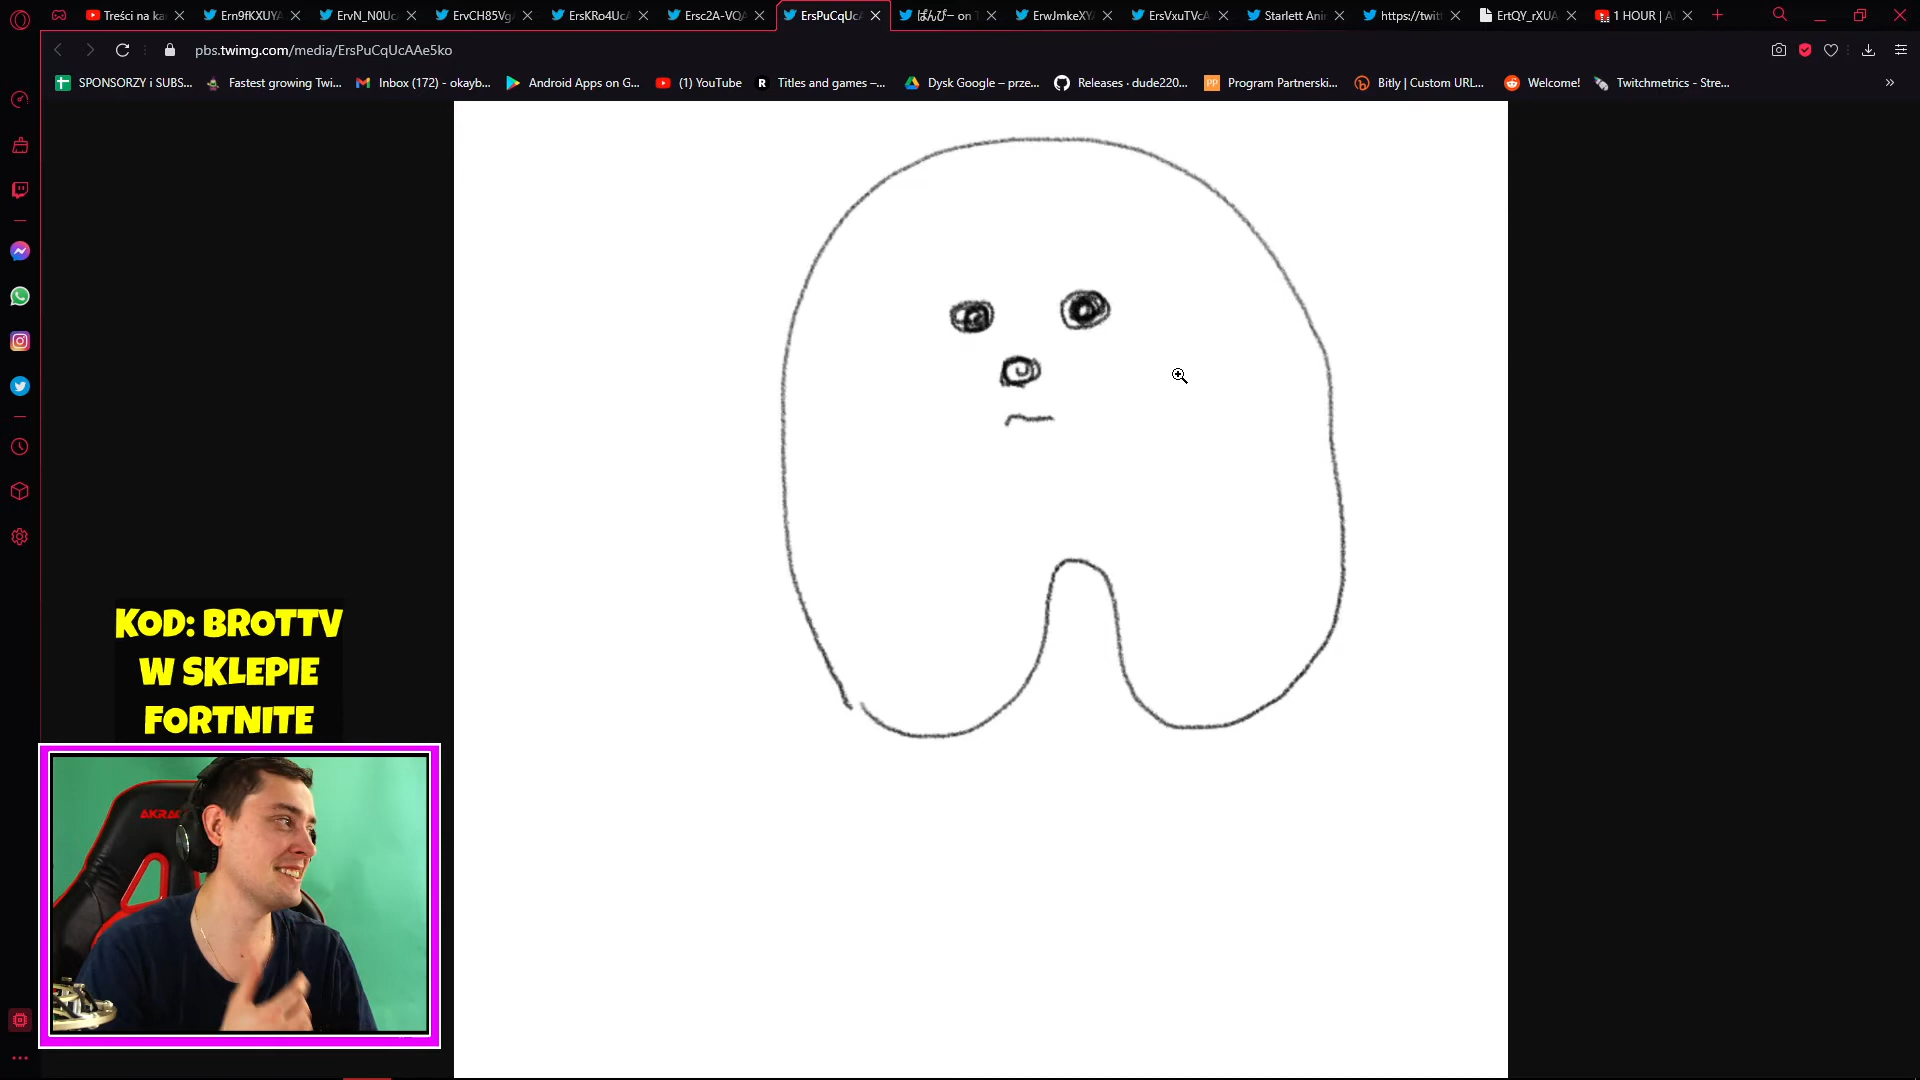 Treści na ka
Ern9fKXUYA
ErvN_N0Uc
ErvCH85Vg
ErsKRo4UcA
Ersc2A-VQA
ErsPuCqUcA
ぱんぴー on T
ErwJmkeXYA
ErsVxuTVcA
Starlett Ani
https://twit
ErtQY_rXUA
1 HOUR | A
pbs.twimg.com/media/ErsPuCqUcAAe5ko
SPONSORZY i SUBS...
Fastest growing Twi...
Inbox (172) - okayb...
Android Apps on G...
(1) YouTube
Titles and games –...
Dysk Google – prze...
Releases · dude220...
Program Partnerski...
Bitly | Custom URL...
Welcome!
Twitchmetrics - Stre...
KOD: BROTTV
W SKLEPIE
FORTNITE